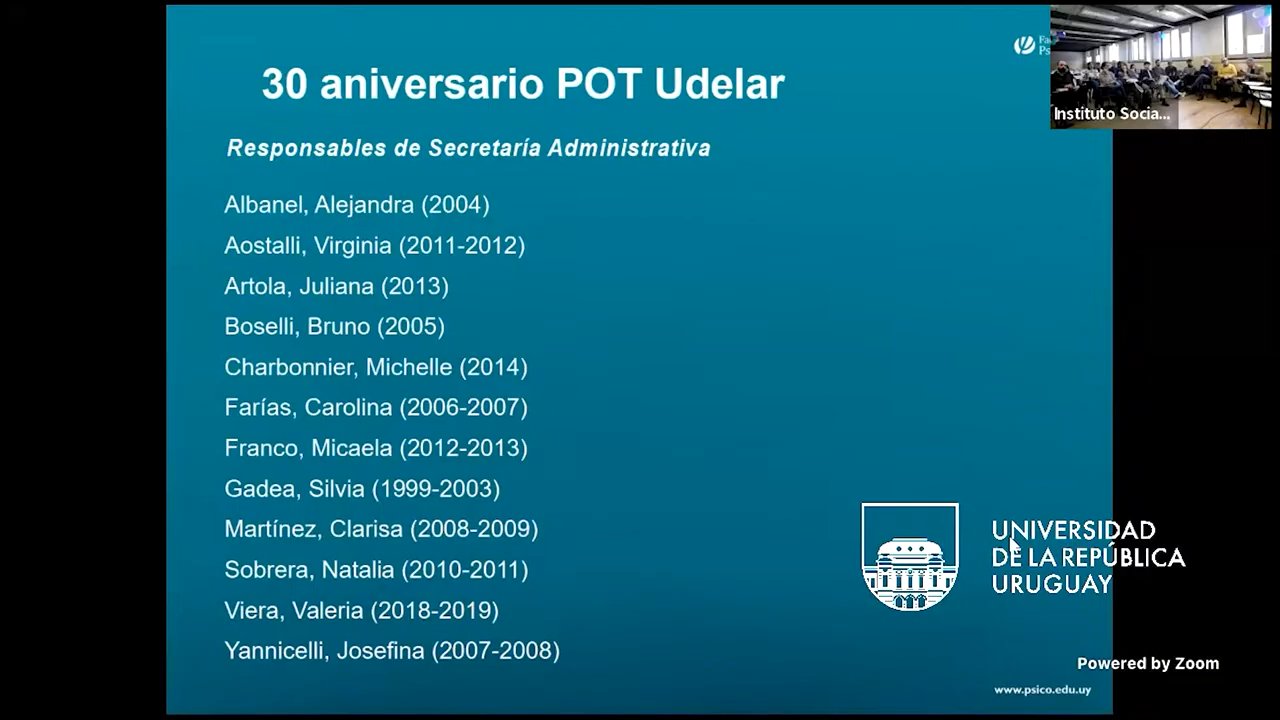 30 aniversario POT Udelar
Instituto Socia...
Responsables de Secretaría Administrativa
Albanel, Alejandra (2004)
Aostalli, Virginia (2011-2012)
Artola, Juliana (2013)
Boselli, Bruno (2005)
Charbonnier, Michelle (2014)
Farías, Carolina (2006-2007)
Franco, Micaela (2012-2013)
Gadea, Silvia (1999-2003)
Martínez, Clarisa (2008-2009)
Sobrera, Natalia (2010-2011)
Viera, Valeria (2018-2019)
Yannicelli, Josefina (2007-2008)
UNIVERSIDAD
DE LA REPÚBLICA
URUGUAY
Powered by Zoom
www.psico.edu.uy